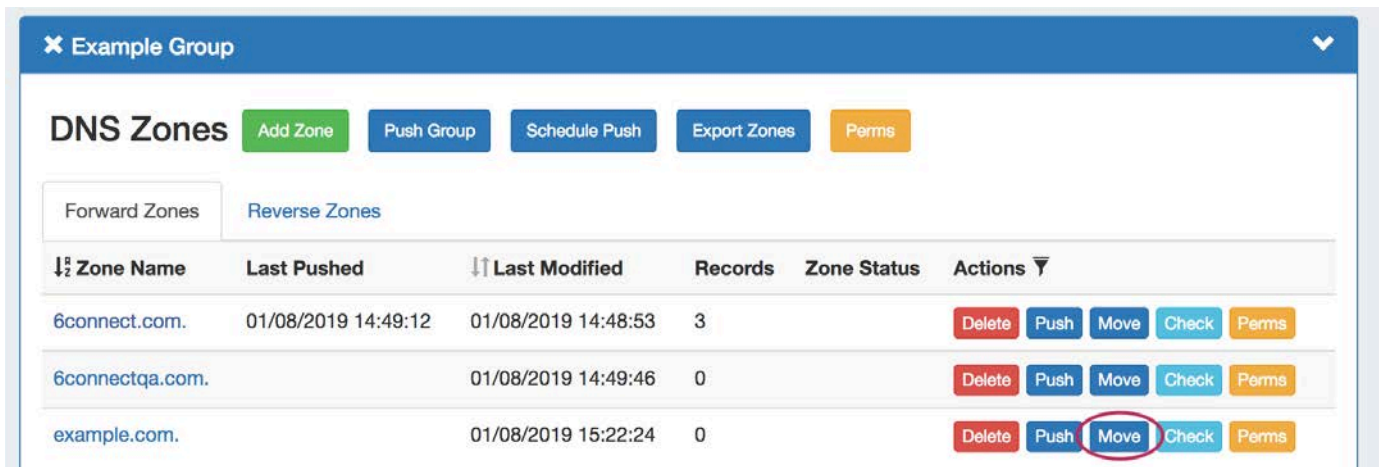 Example Group
DNS Zones Add Zone Push Group Schedule Push Export Zones Perms
Forward Zones Reverse Zones
Zone Name Last Pushed Last Modified Records Zone Status Actions
6connect.com. 01/08/2019 14:49:12 01/08/2019 14:48:53 3 Delete Push Move Check Perms
6connectqa.com. 01/08/2019 14:49:46 0 Delete Push Move Check Perms
example.com. 01/08/2019 15:22:24 0 Delete Push Move Check Perms